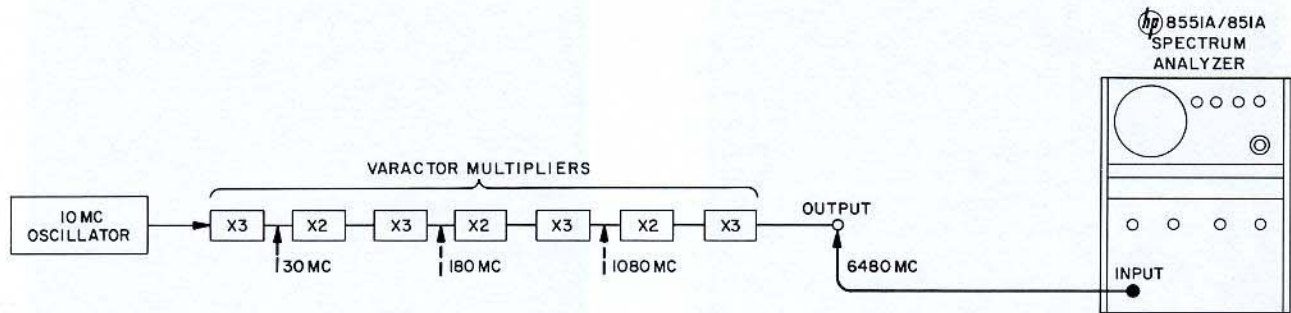 hp 8551A/851A
SPECTRUM
ANALYZER
VARACTOR MULTIPLIERS
10 MC
OSCILLATOR
X3
X2
X3
X2
X3
X2
X3
OUTPUT
30 MC
180 MC
1080 MC
6480 MC
INPUT